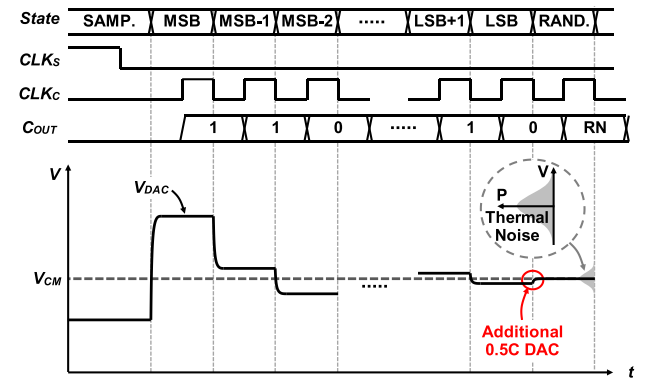 State SAMP. MSB MSB-1 MSB-2 ····· LSB+1 LSB RAND.
CLKS
CLKC
COUT 1 1 0 ····· 1 0 RN
V
VDAC
V
P
Thermal
Noise
VCM
·····
Additional
0.5C DAC
t